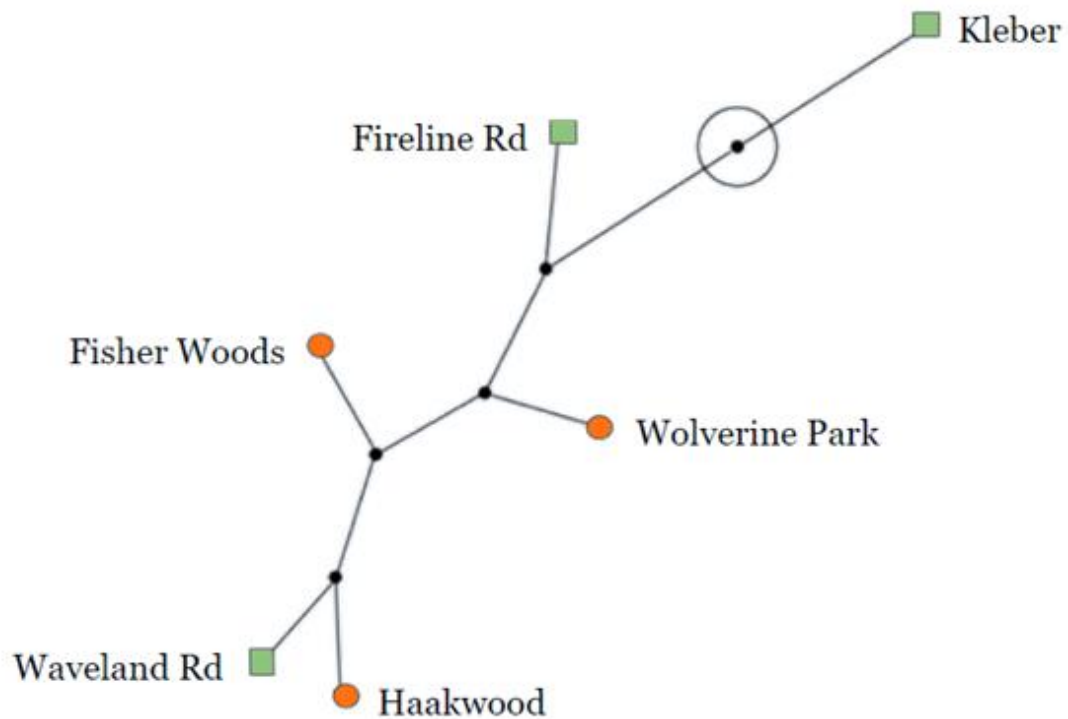 Kleber
Fireline Rd
Fisher Woods
Wolverine Park
Waveland Rd
Haakwood